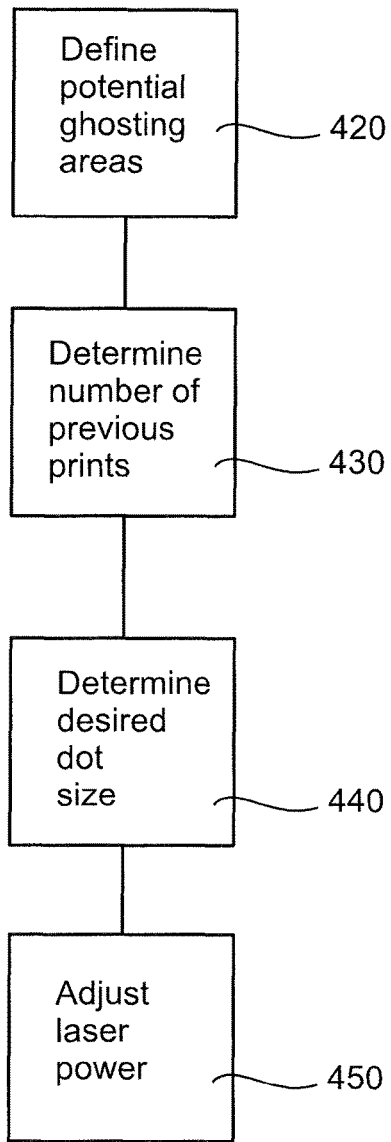 Define
potential
ghosting
areas
420
Determine
number of
previous
prints
430
Determine
desired
dot
size
440
Adjust
laser
power
450